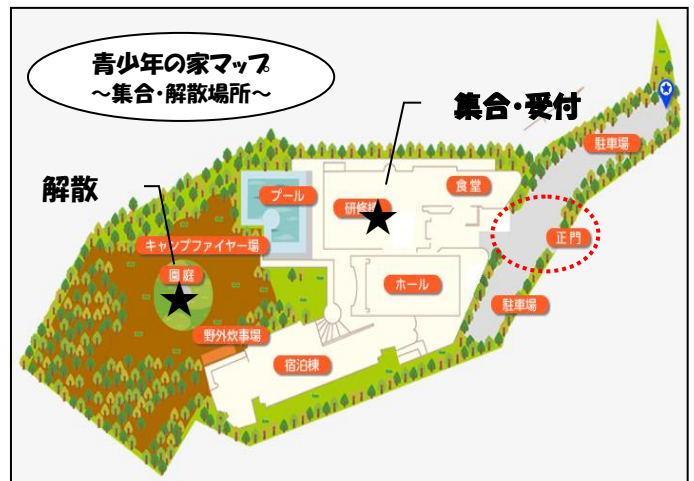 青少年の家マップ
～集合・解散場所～
集合・受付
駐車場
食堂
解散
プール
研修
正門
キャンプファイヤー場
園庭
ホール
駐車場
野外炊事場
宿泊棟